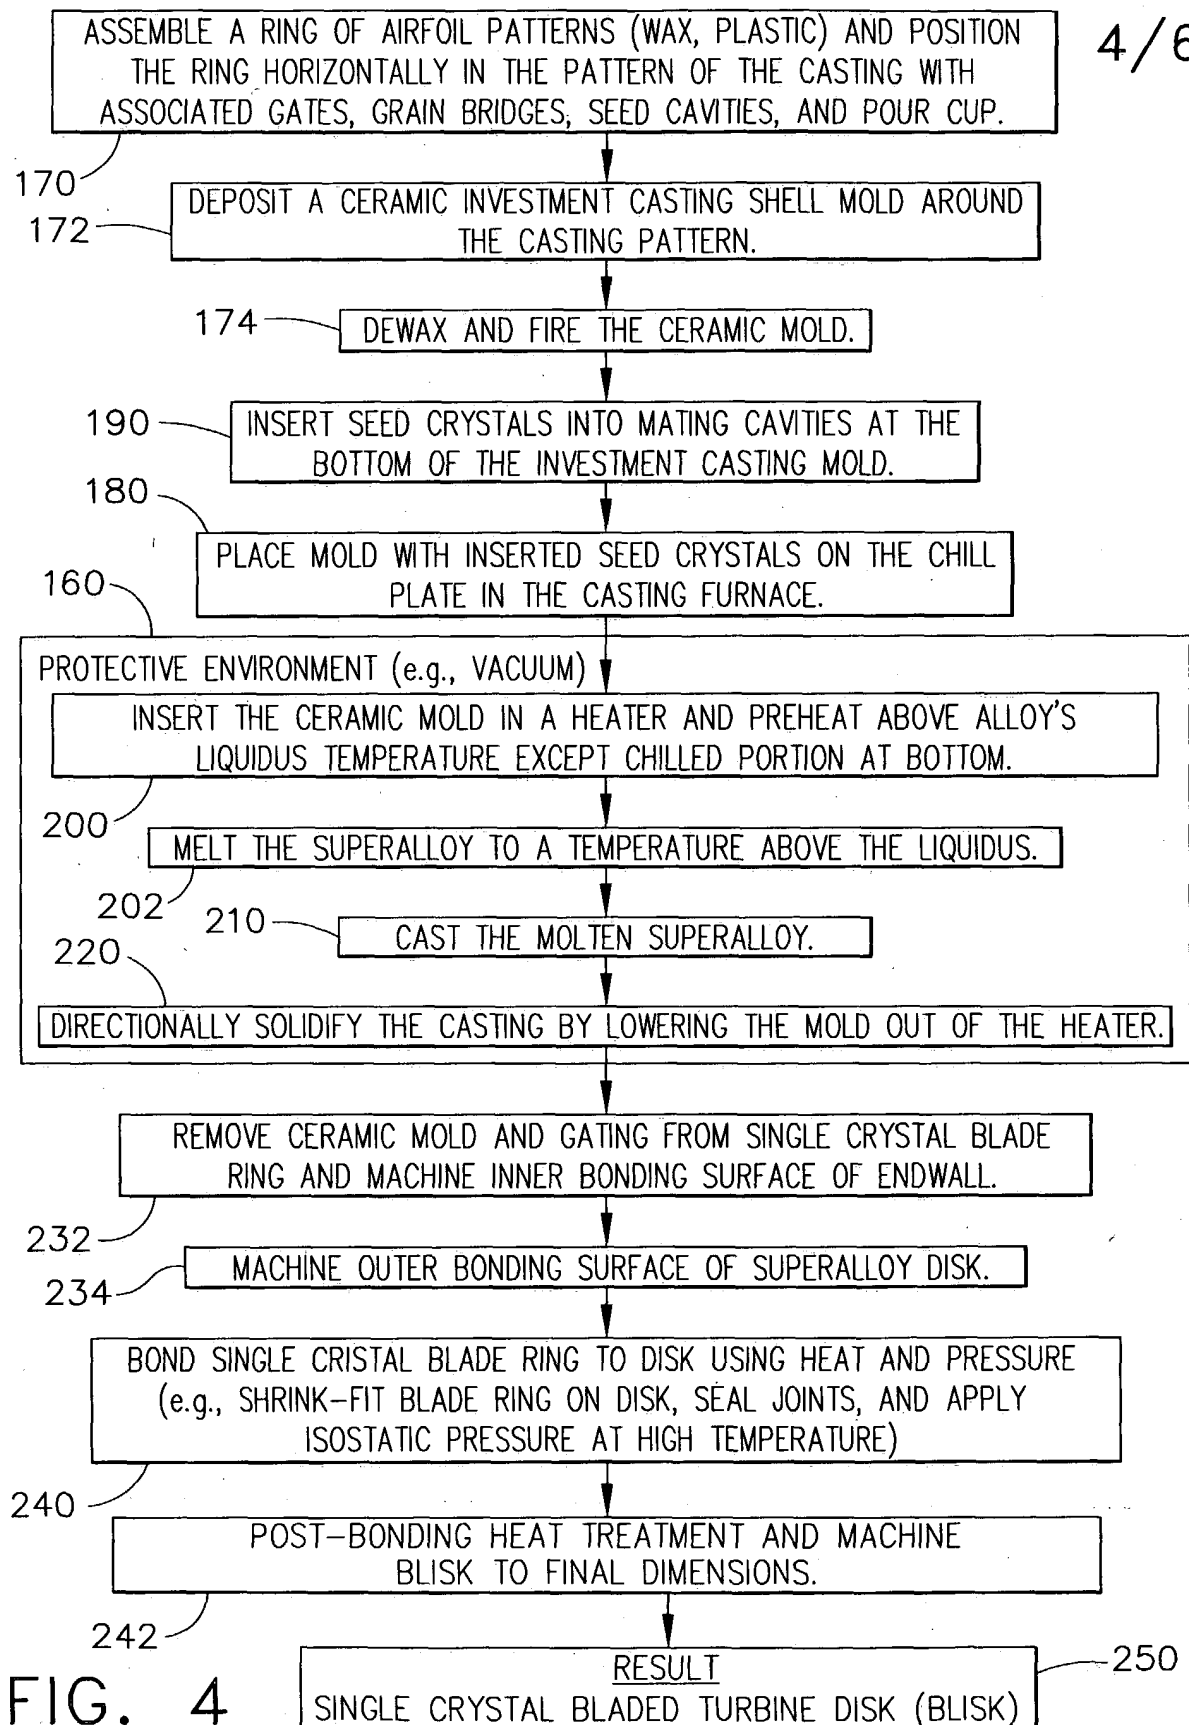 ASSEMBLE A RING OF AIRFOIL PATTERNS (WAX, PLASTIC) AND POSITION
THE RING HORIZONTALLY IN THE PATTERN OF THE CASTING WITH
ASSOCIATED GATES, GRAIN BRIDGES, SEED CAVITIES, AND POUR CUP.
4/6
170
DEPOSIT A CERAMIC INVESTMENT CASTING SHELL MOLD AROUND
THE CASTING PATTERN.
172
174
DEWAX AND FIRE THE CERAMIC MOLD.
190
INSERT SEED CRYSTALS INTO MATING CAVITIES AT THE
BOTTOM OF THE INVESTMENT CASTING MOLD.
180
PLACE MOLD WITH INSERTED SEED CRYSTALS ON THE CHILL
PLATE IN THE CASTING FURNACE.
160
PROTECTIVE ENVIRONMENT (e.g., VACUUM)
INSERT THE CERAMIC MOLD IN A HEATER AND PREHEAT ABOVE ALLOY'S
LIQUIDUS TEMPERATURE EXCEPT CHILLED PORTION AT BOTTOM.
200
MELT THE SUPERALLOY TO A TEMPERATURE ABOVE THE LIQUIDUS.
202
210
CAST THE MOLTEN SUPERALLOY.
220
DIRECTIONALLY SOLIDIFY THE CASTING BY LOWERING THE MOLD OUT OF THE HEATER.
REMOVE CERAMIC MOLD AND GATING FROM SINGLE CRYSTAL BLADE
RING AND MACHINE INNER BONDING SURFACE OF ENDWALL.
232
MACHINE OUTER BONDING SURFACE OF SUPERALLOY DISK.
234
BOND SINGLE CRISTAL BLADE RING TO DISK USING HEAT AND PRESSURE
(e.g., SHRINK-FIT BLADE RING ON DISK, SEAL JOINTS, AND APPLY
ISOSTATIC PRESSURE AT HIGH TEMPERATURE)
240
POST-BONDING HEAT TREATMENT AND MACHINE
BLISK TO FINAL DIMENSIONS.
242
RESULT
SINGLE CRYSTAL BLADED TURBINE DISK (BLISK)
250
FIG. 4